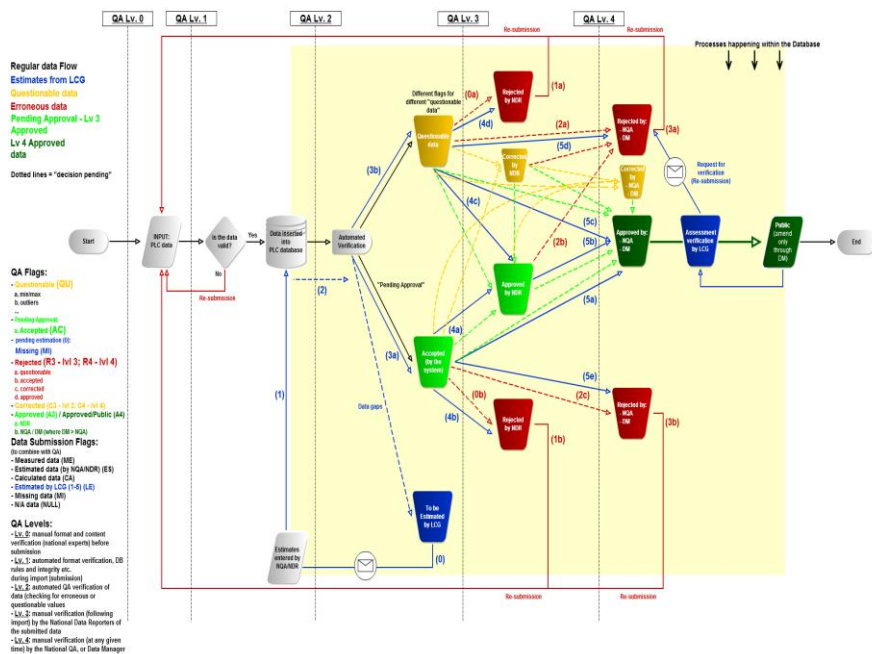 QA Lv. 0
QA Lv. 1
QA Lv. 2
QA Lv. 3
QA Lv. 4
Re-submission
Re-submission
Processes happening within the Database
Regular data Flow
Estimates from LCG
Questionable data
Erroneous data
Pending Approval - Lv 3
Approved
Lv 4 Approved
data
Dotted lines = "decision pending"
Different flags for
different "questionable
data"
(0a)
Rejected
by NDR
(1a)
(4d)
Questionable
data
(2a)
(5d)
Rejected by:
- NQA
- DM
(3a)
(3b)
Corrected
by NDR
Corrected
by
- NQA
- DM
Request for
verification
(Re-submission)
(4c)
(5c)
(2b)
(5b)
Start
INPUT:
PLC data
is the data
valid?
Yes
No
Re-submission
Data inserted
into
PLC database
Automated
Verification
Approved by:
- NQA
- DM
Assessment
verification
by LCG
Public
(amend
only
through
DM)
End
(2)
"Pending Approval"
Approved
by NDR
(5a)
(4a)
(3a)
Accepted
(by the
system)
(5e)
(0b)
(2c)
(4b)
Rejected
by NDR
(1b)
Rejected by:
- NQA
- DM
(3b)
Data gaps
(1)
To be
Estimated
by LCG
Estimates
entered by
NQA/NDR
(0)
Re-submission
QA Flags:
- Questionable (QU)
a. min/max
b. outliers
...
- Pending Approval:
Accepted (AC)
- pending estimation (0):
Missing (MI)
- Rejected (R3 - lvl 3; R4 - lvl 4)
a. questionable
b. accepted
c. corrected
d. approved
- Corrected (C3 - lvl 3; C4 - lvl 4)
- Approved (A3) / Approved/Public (A4)
a. NDR
b. NQA / DM (where DM > NQA)
Data Submission Flags:
(to combine with QA)
- Measured data (ME)
- Estimated data (by NQA/NDR) (ES)
- Calculated data (CA)
- Estimated by LCG (1-5) (LE)
- Missing data (MI)
- N/A data (NULL)
QA Levels:
- Lv. 0: manual format and content
verification (national experts) before
submission
- Lv. 1: automated format verification, DB
rules and integrity etc.
during import (submission)
- Lv. 2: automated QA verification of
data (checking for erroneous or
questionable values
- Lv. 3: manual verification (following
import) by the National Data Reporters of
the submitted data
- Lv. 4: manual verification (at any given
time) by the National QA, or Data Manager